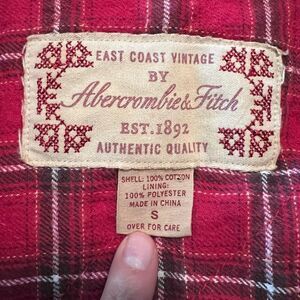 EAST COAST VINTAGE
BY
Abercrombie & Fitch
EST. 1892
AUTHENTIC QUALITY
SHELL: 100% COTTON
LINING:
100% POLYESTER
MADE IN CHINA
S
OVER FOR CARE